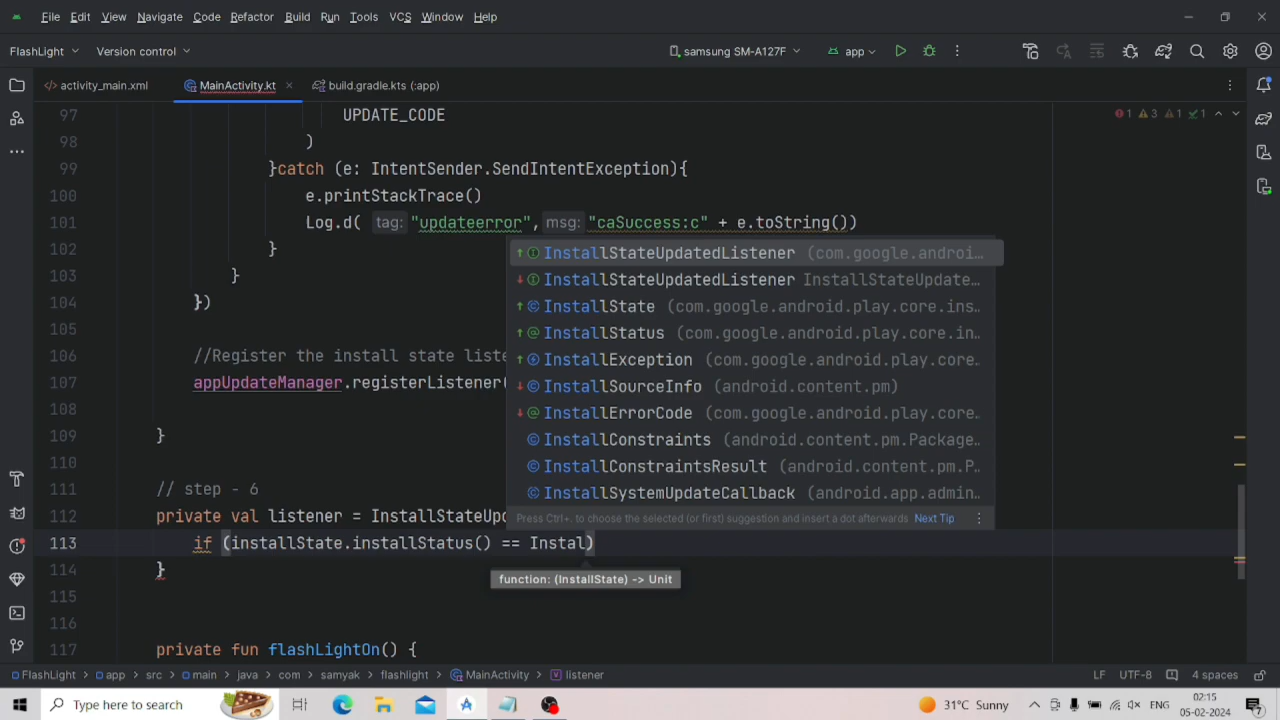 File Edit View Navigate Code Refactor Build Run Tools VCS Window Help
FlashLight Version control samsung SM-A127F app
activity_main.xml MainActivity.kt build.gradle.kts (:app)
97 UPDATE_CODE
1 3 1 1
98 )
99 }catch (e: IntentSender.SendIntentException){
100 e.printStackTrace()
101 Log.d( tag: "updateerror", msg: "caSuccess:c" + e.toString())
102 }
InstallStateUpdatedListener (com.google.androi…
103 }
InstallStateUpdatedListener InstallStateUpdate…
104 })
InstallState (com.google.android.play.core.ins…
105
InstallStatus (com.google.android.play.core.in…
106 //Register the install state liste
InstallException (com.google.android.play.core…
107 appUpdateManager.registerListener(
InstallSourceInfo (android.content.pm)
108
InstallErrorCode (com.google.android.play.core…
109 }
InstallConstraints (android.content.pm.Package…
110
InstallConstraintsResult (android.content.pm.P…
111 // step - 6
InstallSystemUpdateCallback (android.app.admin…
112 private val listener = InstallStateUpd
Press Ctrl+. to choose the selected (or first) suggestion and insert a dot afterwards Next Tip
113 if (installState.installStatus() == Instal)
114 }
function: (InstallState) -> Unit
115
116
117 private fun flashLightOn() {
FlashLight > app > src > main > java > com > samyak > flashlight > MainActivity > listener LF UTF-8 4 spaces
Type here to search 31°C Sunny ENG 02:15
05-02-2024 7